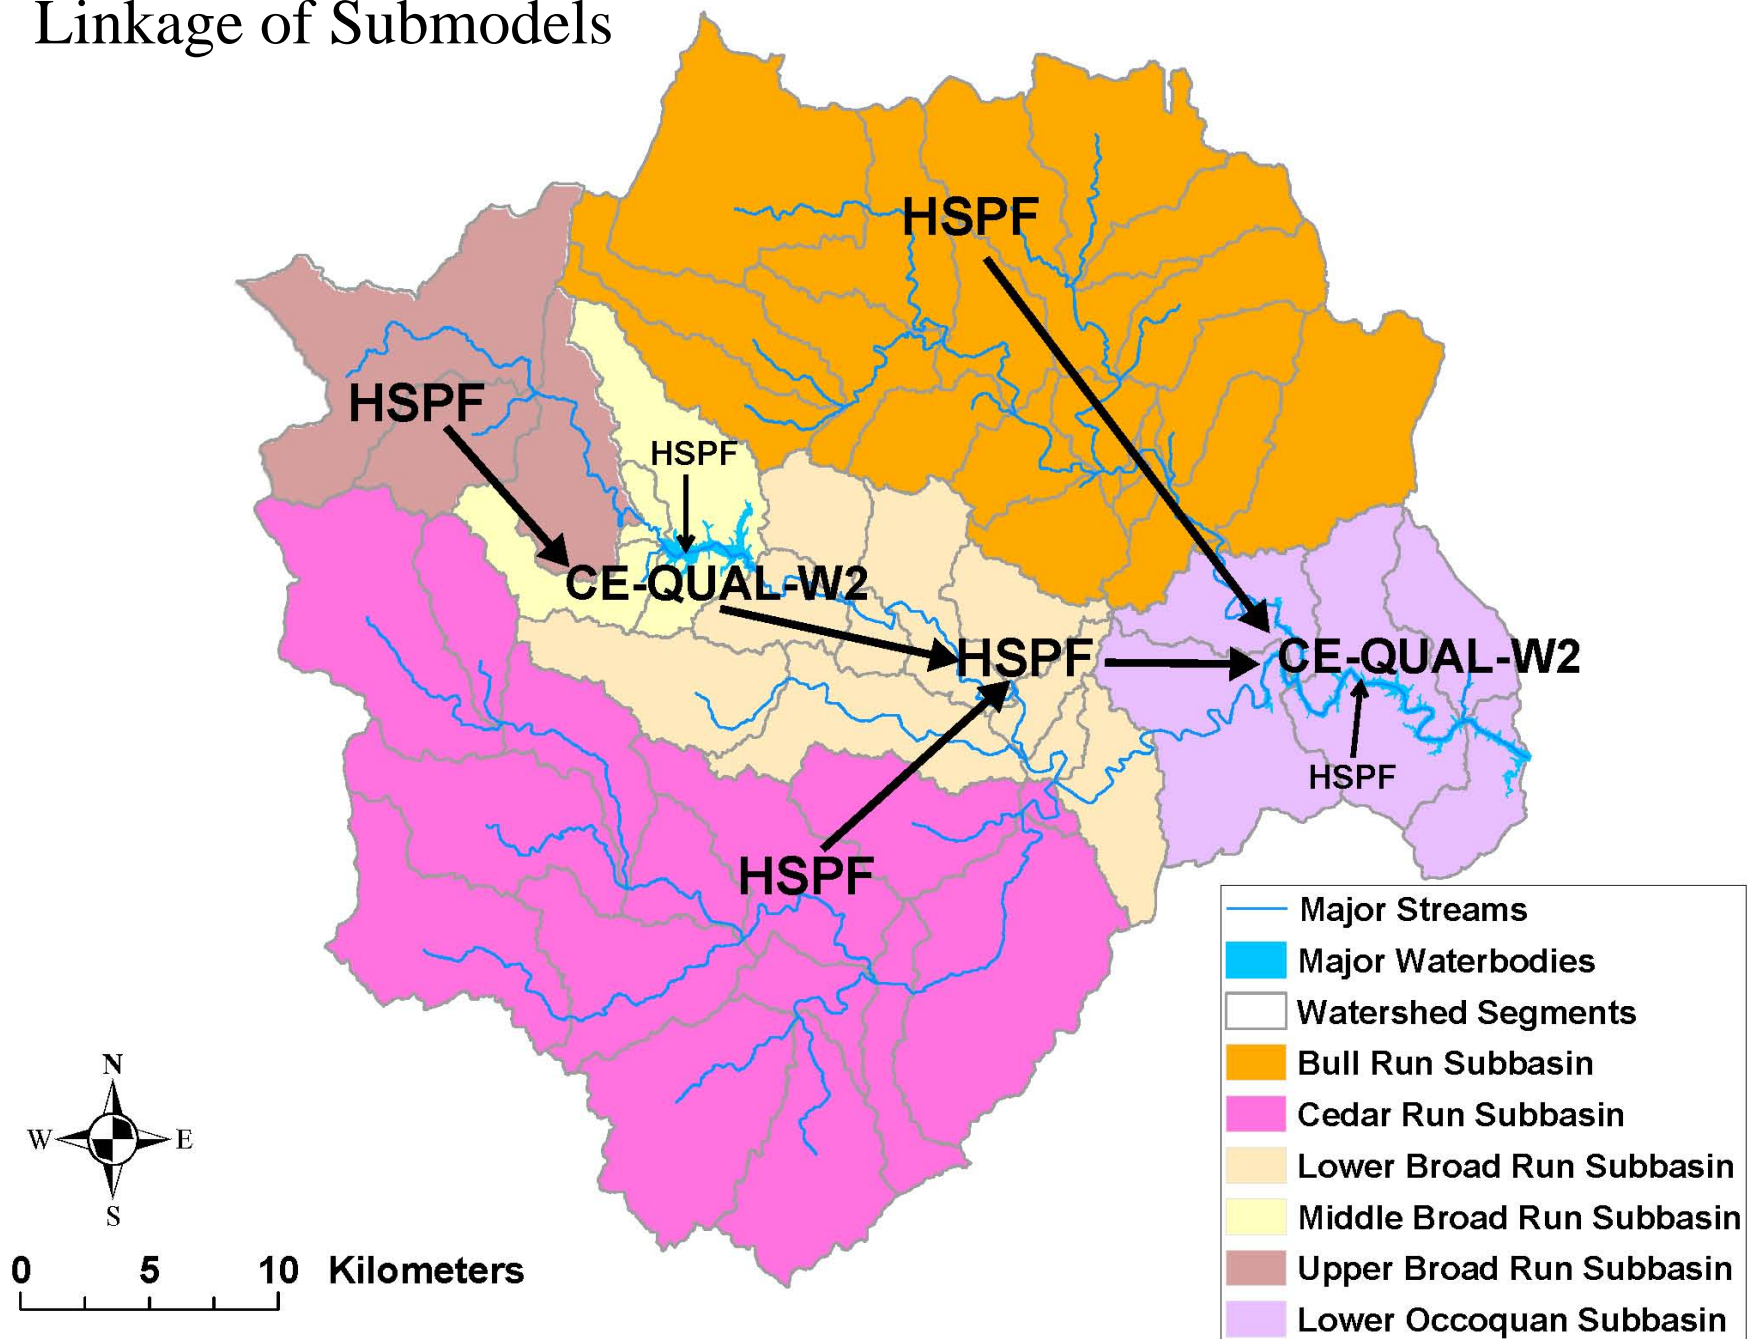 Linkage of Submodels
HSPF
HSPF
HSPF
CE-QUAL-W2
HSPF
CE-QUAL-W2
HSPF
HSPF
Major Streams
Major Waterbodies
Watershed Segments
Bull Run Subbasin
Cedar Run Subbasin
Lower Broad Run Subbasin
Middle Broad Run Subbasin
Upper Broad Run Subbasin
Lower Occoquan Subbasin
N
W E
S
0 5 10 Kilometers